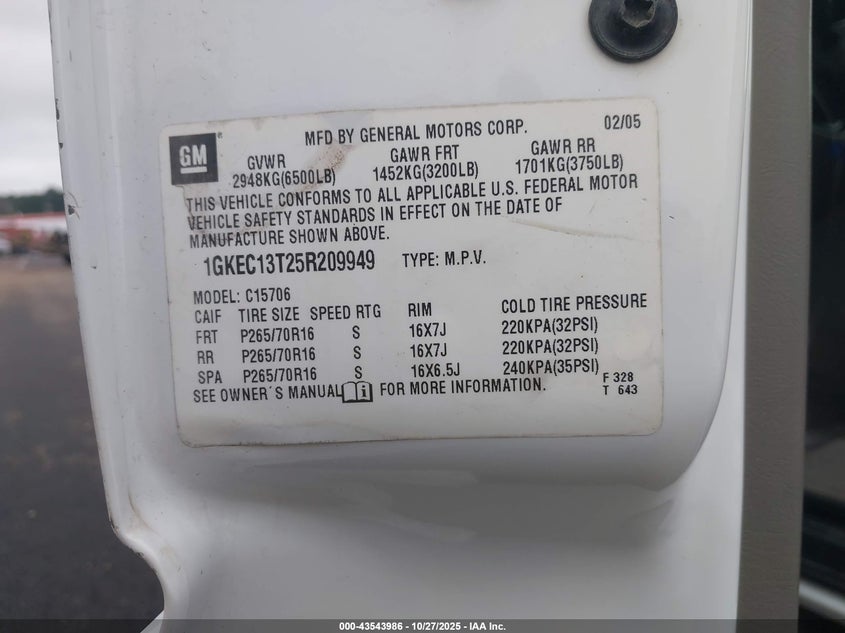 GM
MFD BY GENERAL MOTORS CORP. 02/05
GVWR GAWR FRT GAWR RR
2948KG(6500LB) 1452KG(3200LB) 1701KG(3750LB)
THIS VEHICLE CONFORMS TO ALL APPLICABLE U.S. FEDERAL MOTOR
VEHICLE SAFETY STANDARDS IN EFFECT ON THE DATE OF
MANUFACTURE SHOWN ABOVE.
1GKEC13T25R209949 TYPE: M.P.V.
MODEL: C15706
CAIF TIRE SIZE SPEED RTG RIM COLD TIRE PRESSURE
FRT P265/70R16 S 16X7J 220KPA(32PSI)
RR P265/70R16 S 16X7J 220KPA(32PSI)
SPA P265/70R16 S 16X6.5J 240KPA(35PSI)
SEE OWNER'S MANUAL FOR MORE INFORMATION.
F 328
T 643
000-43543986 - 10/27/2025 - IAA Inc.